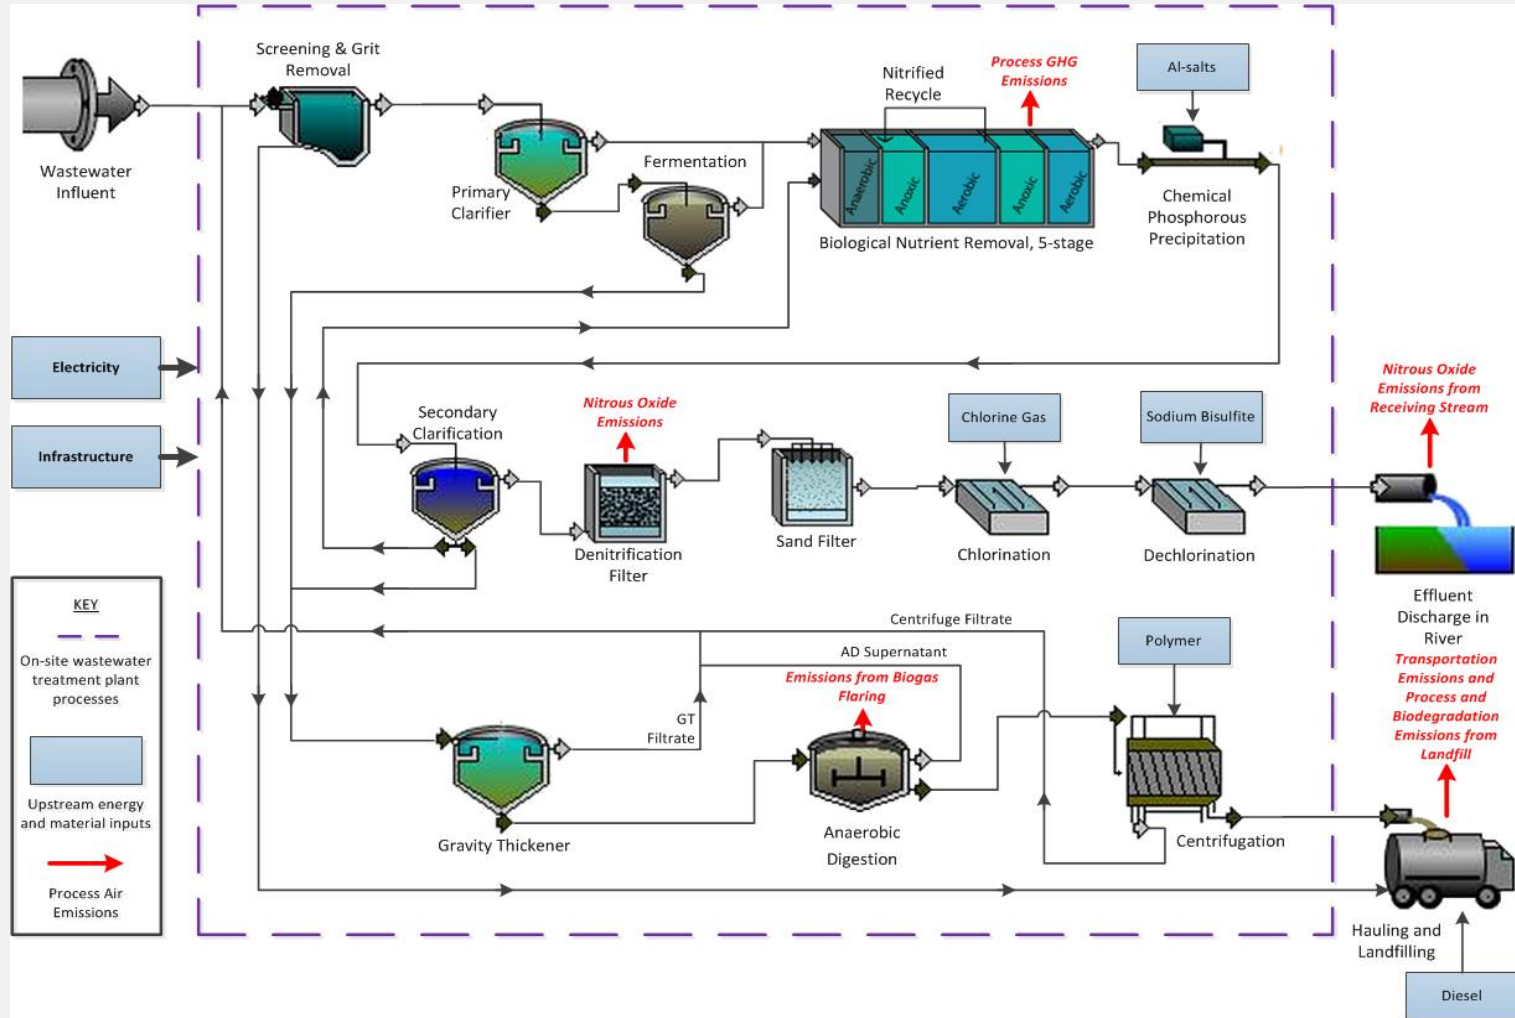 Screening & Grit
Removal
Wastewater
Influent
Primary
Clarifier
Fermentation
Nitrified
Recycle
Process GHG
Emissions
Al-salts
Anaerobic
Anoxic
Aerobic
Anoxic
Aerobic
Biological Nutrient Removal, 5-stage
Chemical
Phosphorous
Precipitation
Electricity
Infrastructure
Secondary
Clarification
Nitrous Oxide
Emissions
Denitrification
Filter
Sand Filter
Chlorine Gas
Chlorination
Sodium Bisulfite
Dechlorination
Nitrous Oxide
Emissions from
Receiving Stream
Effluent
Discharge in
River
KEY
On-site wastewater
treatment plant
processes
Upstream energy
and material inputs
Process Air
Emissions
Centrifuge Filtrate
AD Supernatant
Emissions from Biogas
Flaring
GT
Filtrate
Gravity Thickener
Anaerobic
Digestion
Polymer
Centrifugation
Transportation
Emissions and
Process and
Biodegradation
Emissions from
Landfill
Hauling and
Landfilling
Diesel